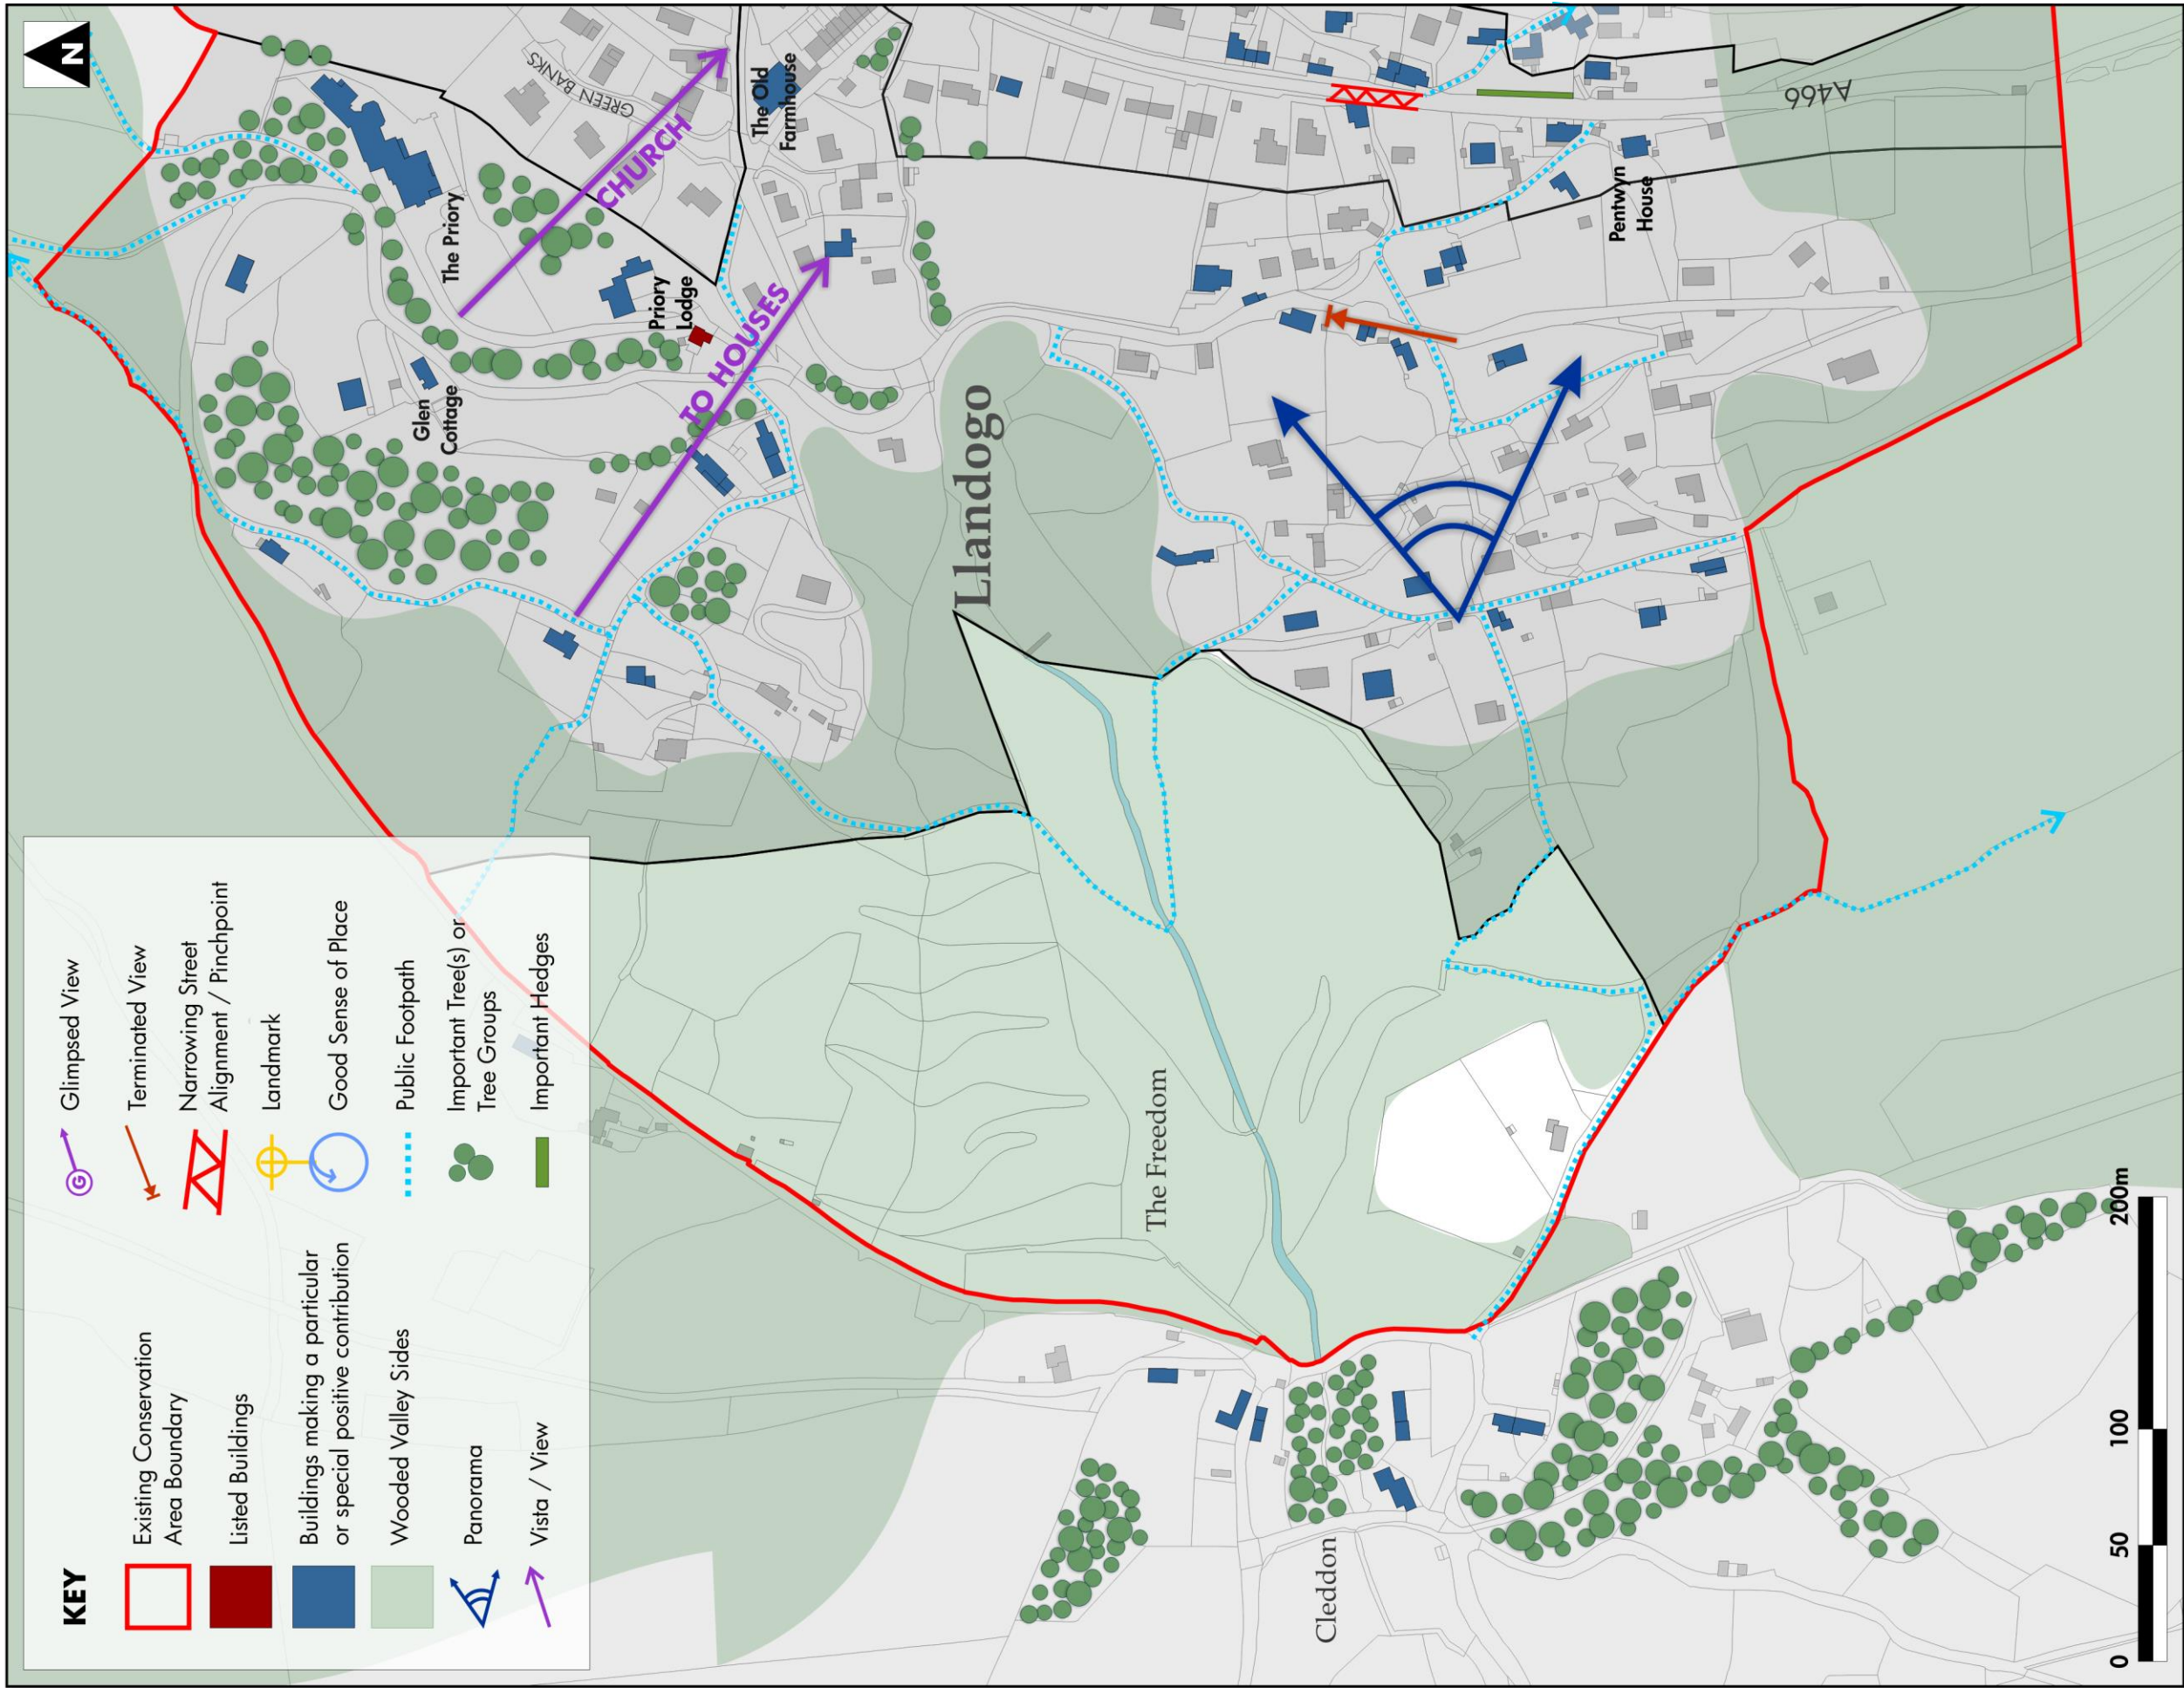 N
KEY
Existing Conservation
Area Boundary
Listed Buildings
Buildings making a particular
or special positive contribution
Wooded Valley Sides
Panorama
Vista / View
G
Glimpsed View
Terminated View
Narrowing Street
Alignment / Pinchpoint
Landmark
Good Sense of Place
Public Footpath
Important Tree(s) or
Tree Groups
Important Hedges
GREEN BANKS
The Priory
CHURCH
The Old
Farmhouse
Priory
Lodge
TO HOUSES
Glen
Cottage
Llandogo
A466
Pentwyn
House
The Freedom
Cleddon
0 50 100 200m